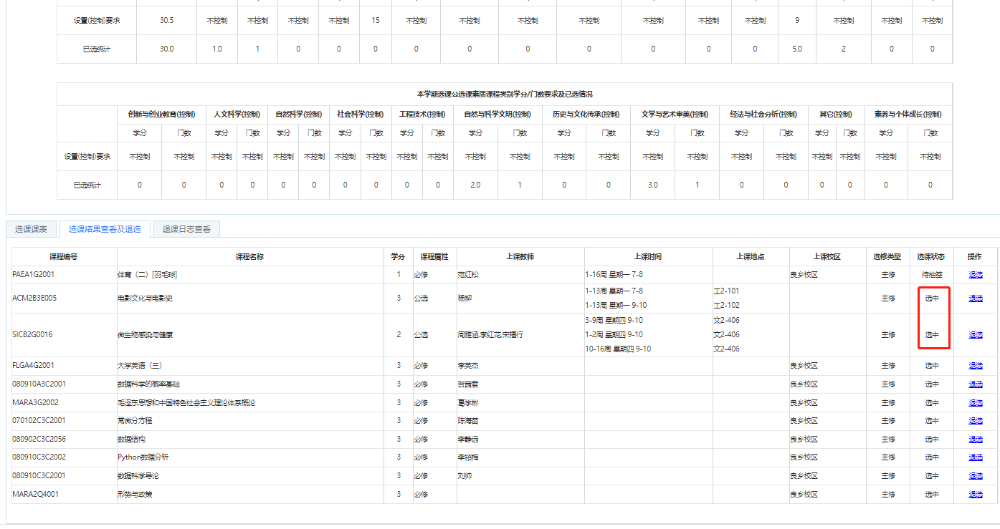 设置(控制)要求 30.5 不控制 不控制 不控制 不控制 15 不控制 不控制 不控制 不控制 不控制 不控制 不控制 9 不控制 不控制 不控制
已选统计 30.0 1.0 1 0 0 0 0 0 0 0 0 0 0 5.0 2 0 0
本学期选课公选课素质课程类别学分/门数要求及已选情况
创新与创业教育(控制) 人文科学(控制) 自然科学(控制) 社会科学(控制) 工程技术(控制) 自然与科学文明(控制) 历史与文化传承(控制) 文学与艺术审美(控制) 经法与社会分析(控制) 其它(控制) 素养与个体成长(控制)
学分 门数 学分 门数 学分 门数 学分 门数 学分 门数 学分 门数 学分 门数 学分 门数 学分 门数 学分 门数 学分 门数
设置(控制)要求 不控制 不控制 不控制 不控制 不控制 不控制 不控制 不控制 不控制 不控制 不控制 不控制 不控制 不控制 不控制 不控制 不控制 不控制 不控制 不控制 不控制 不控制
已选统计 0 0 0 0 0 0 0 0 0 0 2.0 1 0 0 3.0 1 0 0 0 0 0 0
选课课表 选课结果查看及退选 退课日志查看
课程编号 课程名称 学分 课程属性 上课教师 上课时间 上课地点 上课校区 选修类型 选课状态 操作
PAEA1G2001 体育（二）[羽毛球] 1 必修 范红松 1-16周 星期一 7-8 良乡校区 主修 待抽签 退选
ACM2B3E005 电影文化与电影史 3 公选 杨柳 1-13周 星期一 7-8 工2-101 主修 选中 退选
1-13周 星期一 9-10 工2-102
3-9周 星期四 9-10 文2-406
SICB2G0016 微生物感染与健康 2 公选 周雅涵,李红花,宋福行 1-2周 星期四 9-10 文2-406 主修 选中 退选
10-16周 星期四 9-10 文2-406
FLGA4G2001 大学英语（三） 3 必修 李英杰 良乡校区 主修 选中 退选
080910A3C2001 数据科学的概率基础 3 必修 贺茜君 良乡校区 主修 选中 退选
MARA3G2002 毛泽东思想和中国特色社会主义理论体系概论 3 必修 葛学彬 良乡校区 主修 选中 退选
070102C3C2001 常微分方程 3 必修 陈海苗 良乡校区 主修 选中 退选
080902C3C2056 数据结构 3 必修 李静远 良乡校区 主修 选中 退选
080910C3C2002 Python数据分析 3 必修 李裕梅 良乡校区 主修 选中 退选
080910C3C2001 数据科学导论 3 必修 刘帅 良乡校区 主修 选中 退选
MARA2Q4001 形势与政策 3 必修 良乡校区 主修 选中 退选